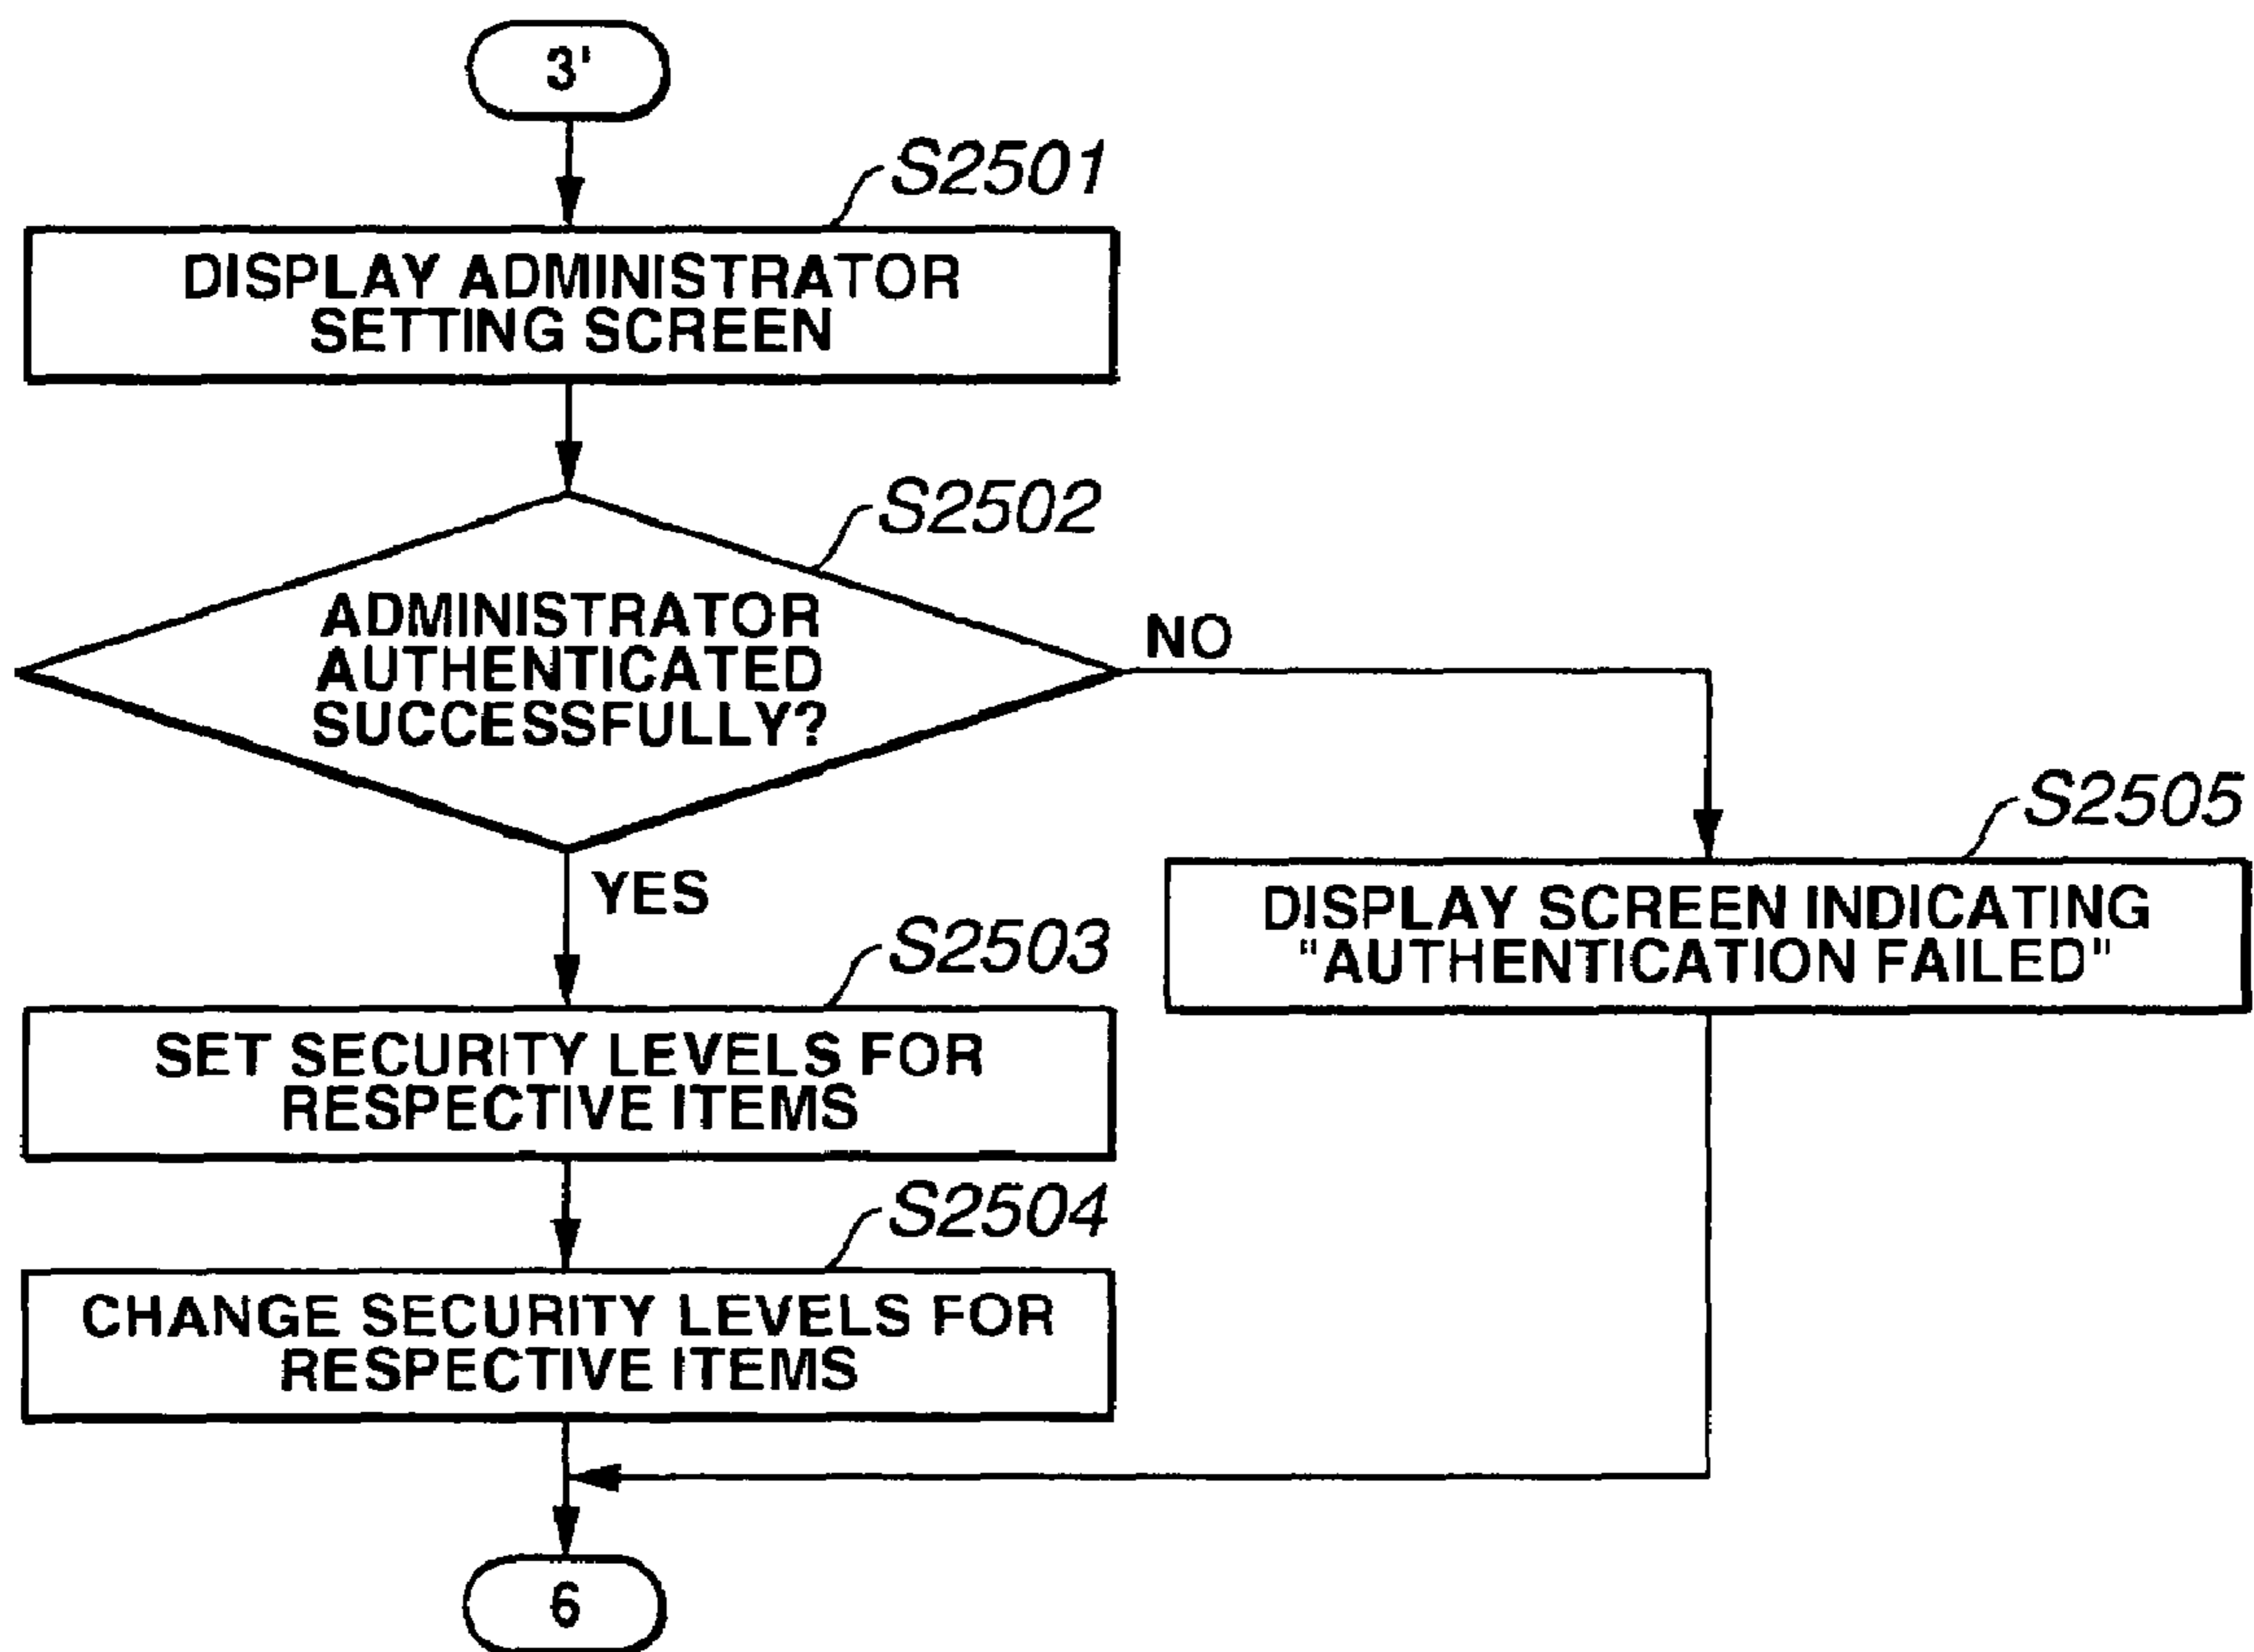 3'
S2501
DISPLAY ADMINISTRATOR
SETTING SCREEN
S2502
ADMINISTRATOR
AUTHENTICATED
SUCCESSFULLY?
NO
YES
S2505
DISPLAY SCREEN INDICATING
"AUTHENTICATION FAILED"
S2503
SET SECURITY LEVELS FOR
RESPECTIVE ITEMS
S2504
CHANGE SECURITY LEVELS FOR
RESPECTIVE ITEMS
6